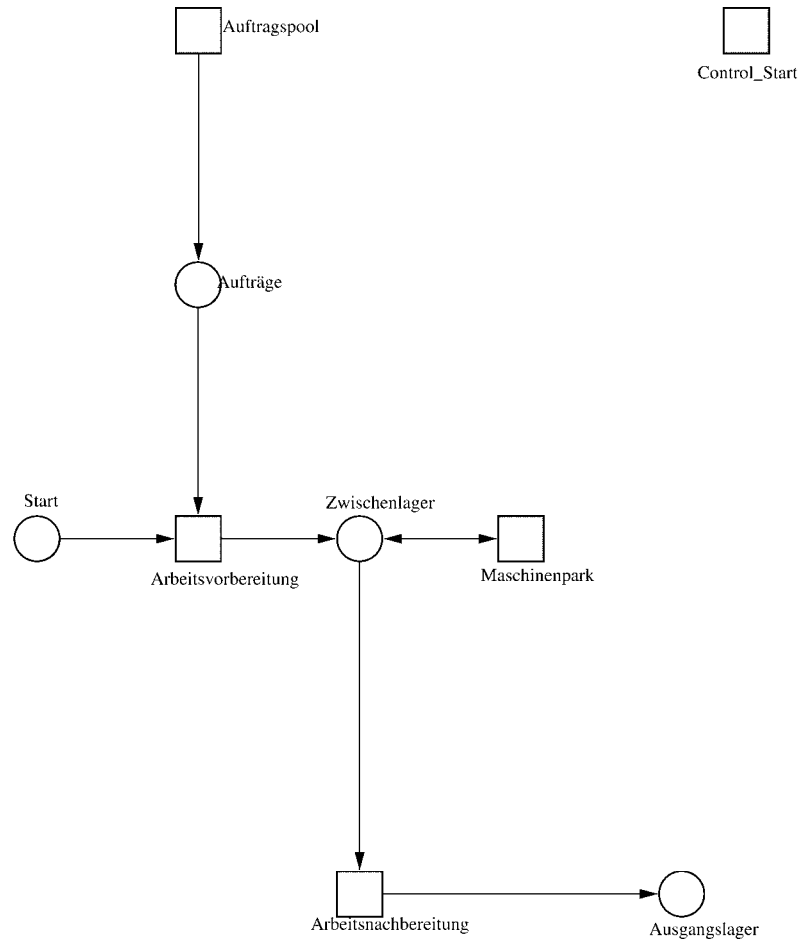 Auftragspool
Control_Start
Aufträge
Start
Zwischenlager
Arbeitsvorbereitung
Maschinenpark
Arbeitsnachbereitung
Ausgangslager